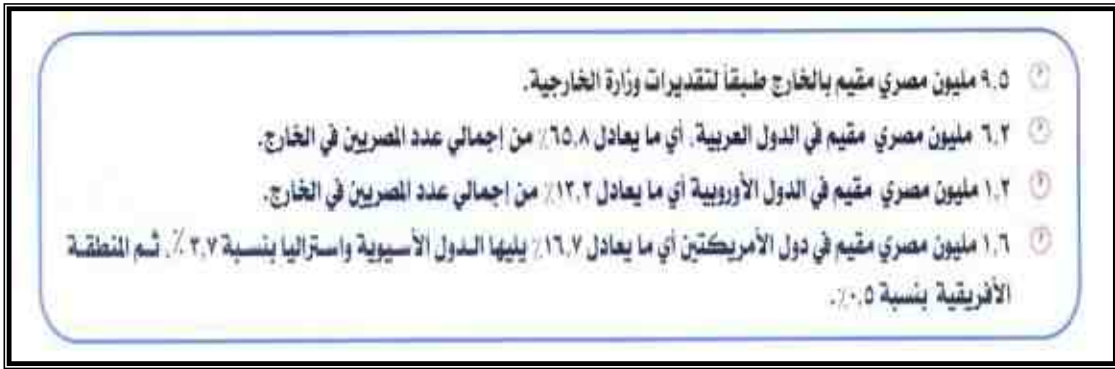 ٩.٥ مليون مصري مقيم بالخارج طبقاً لتقديرات وزارة الخارجية.
٦.٢ مليون مصري مقيم في الدول العربية. أي ما يعادل ٦٥.٨٪ من إجمالي عدد المصريين في الخارج.
١.٢ مليون مصري مقيم في الدول الأوروبية أي ما يعادل ١٣.٢٪ من إجمالي عدد المصريين في الخارج.
١.٦ مليون مصري مقيم في دول الأمريكتين أي ما يعادل ١٦.٧٪ يليها الدول الأسيوية واستراليا بنسبة ٣.٧ ٪. ثم المنطقة
الأفريقية بنسبة ٠.٥٪.